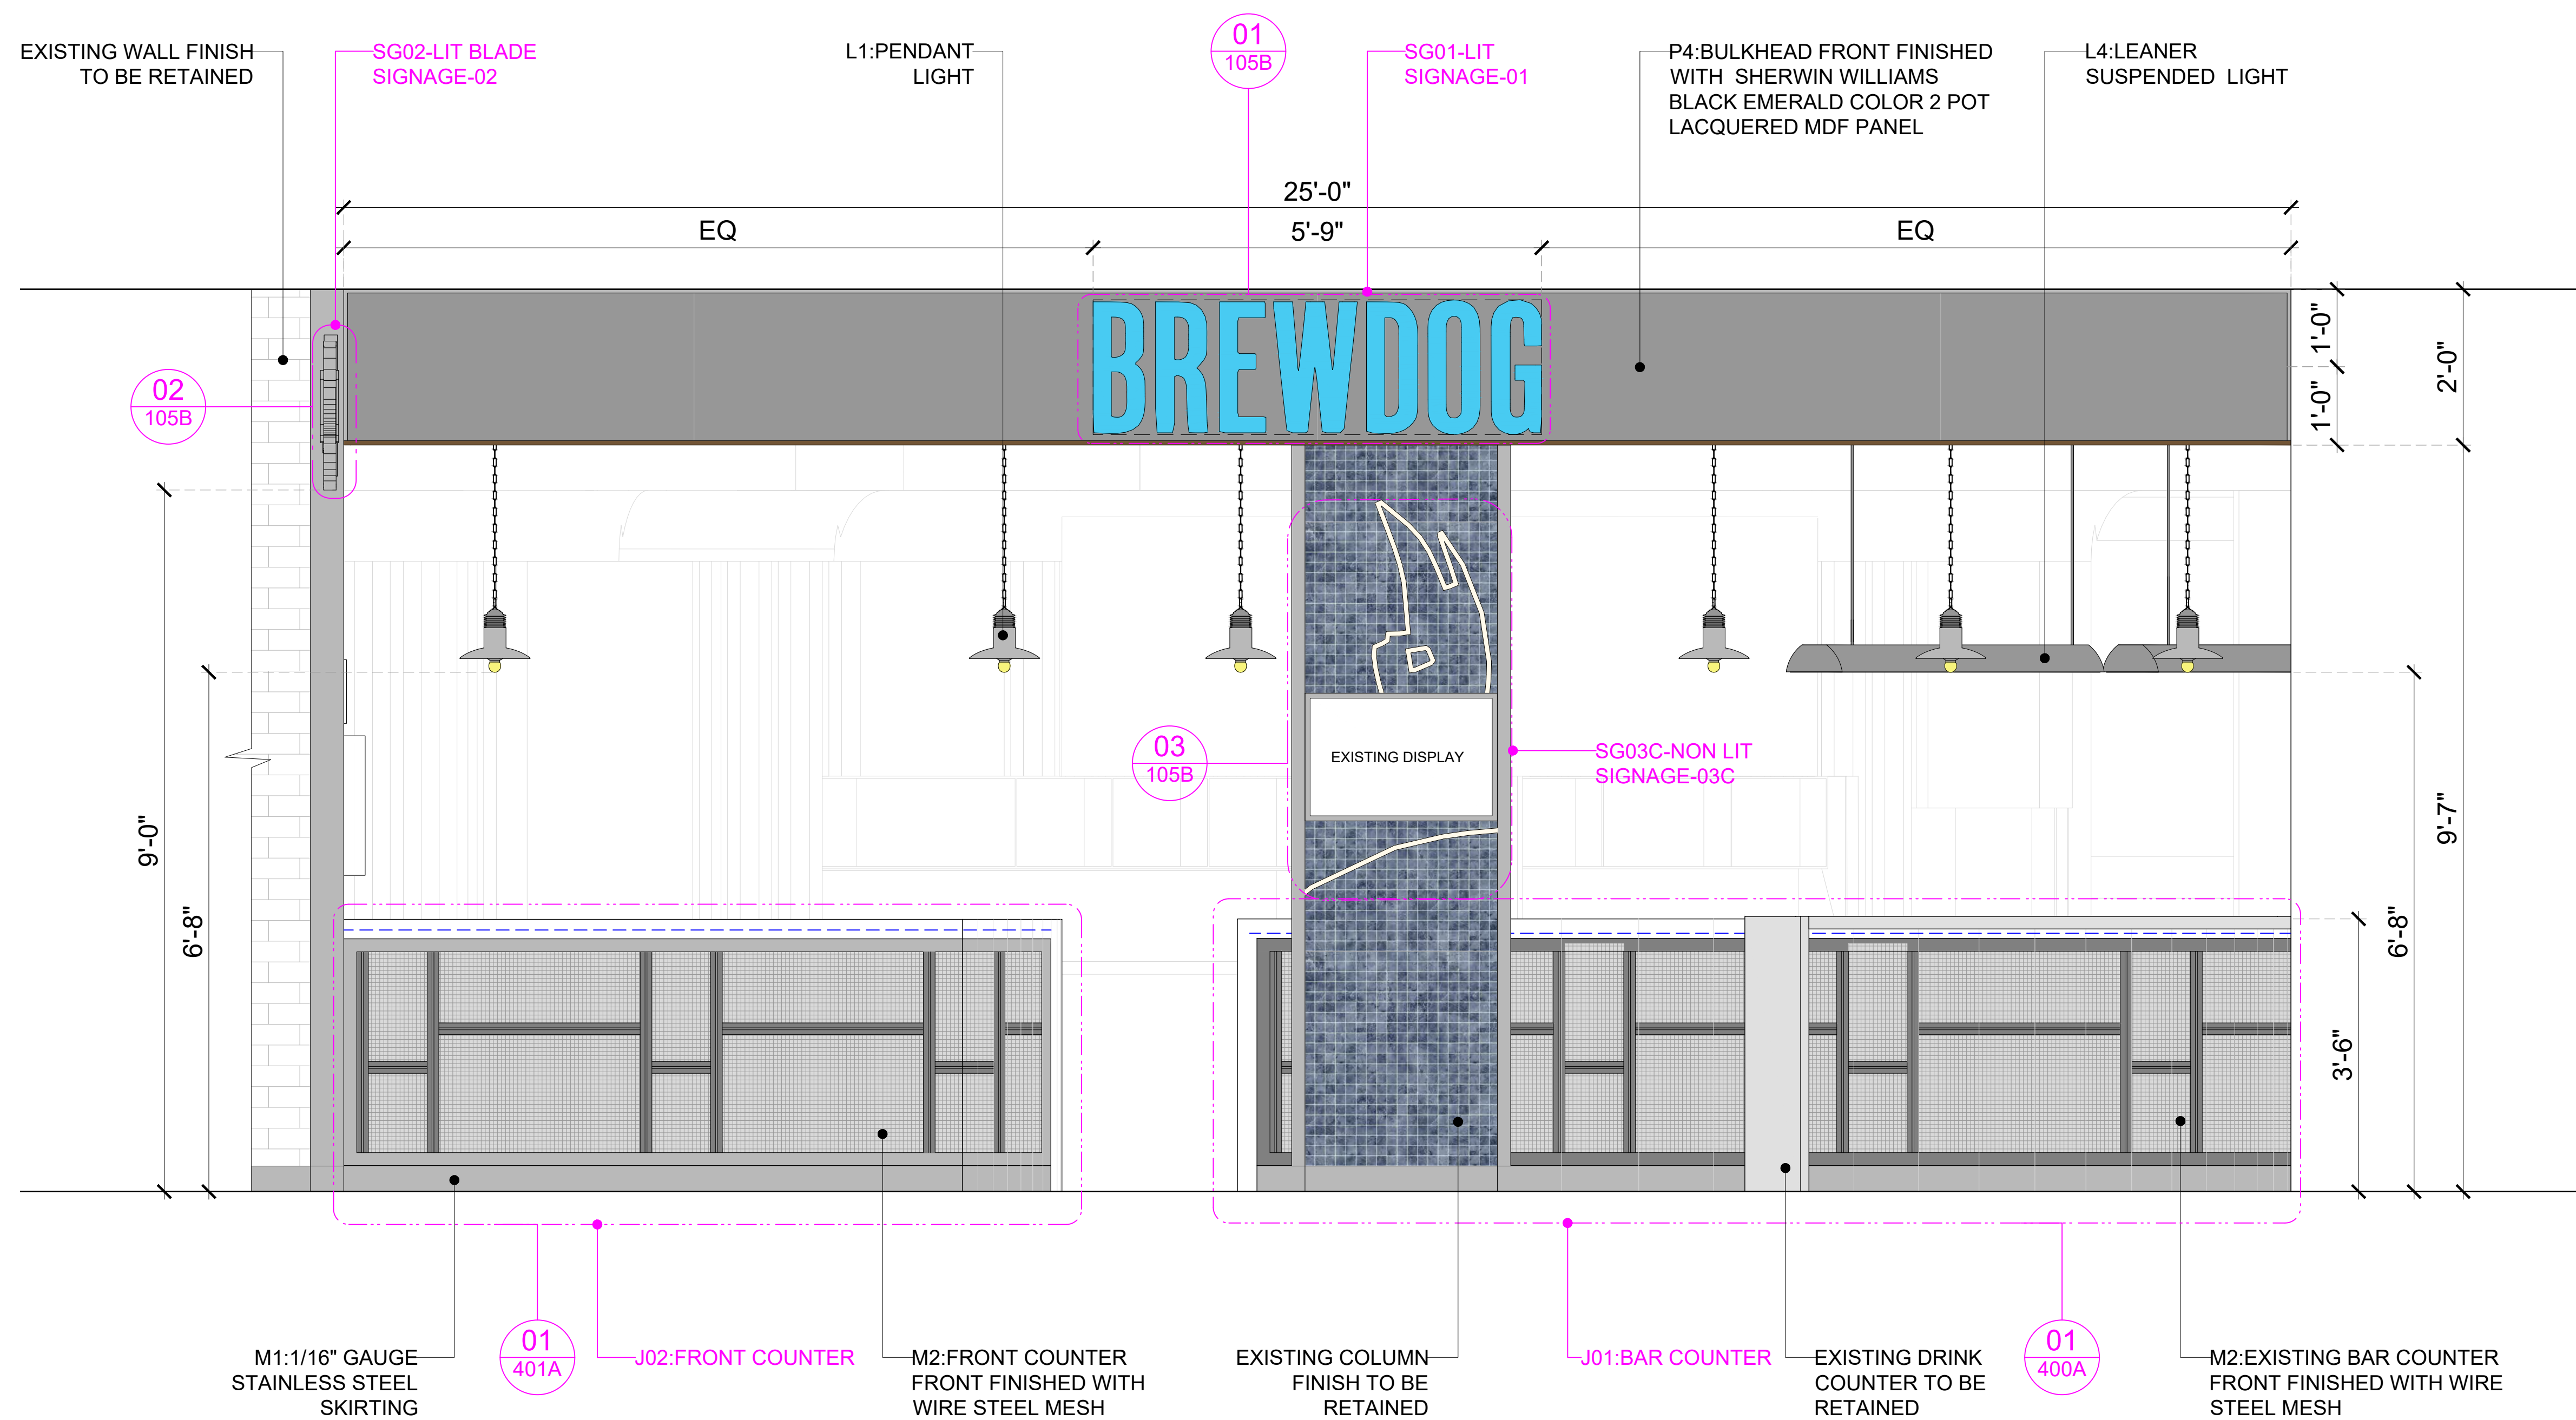 EXISTING WALL FINISH
TO BE RETAINED
SG02-LIT BLADE
SIGNAGE-02
L1:PENDANT
LIGHT
01
105B
SG01-LIT
SIGNAGE-01
P4:BULKHEAD FRONT FINISHED
WITH SHERWIN WILLIAMS
BLACK EMERALD COLOR 2 POT
LACQUERED MDF PANEL
L4:LEANER
SUSPENDED LIGHT
25'-0"
EQ
5'-9"
EQ
BREWDOG
1'-0"
1'-0"
2'-0"
02
105B
03
105B
EXISTING DISPLAY
SG03C-NON LIT
SIGNAGE-03C
9'-0"
6'-8"
9'-7"
6'-8"
3'-6"
M1:1/16" GAUGE
STAINLESS STEEL
SKIRTING
01
401A
J02:FRONT COUNTER
M2:FRONT COUNTER
FRONT FINISHED WITH
WIRE STEEL MESH
EXISTING COLUMN
FINISH TO BE
RETAINED
J01:BAR COUNTER
EXISTING DRINK
COUNTER TO BE
RETAINED
01
400A
M2:EXISTING BAR COUNTER
FRONT FINISHED WITH WIRE
STEEL MESH